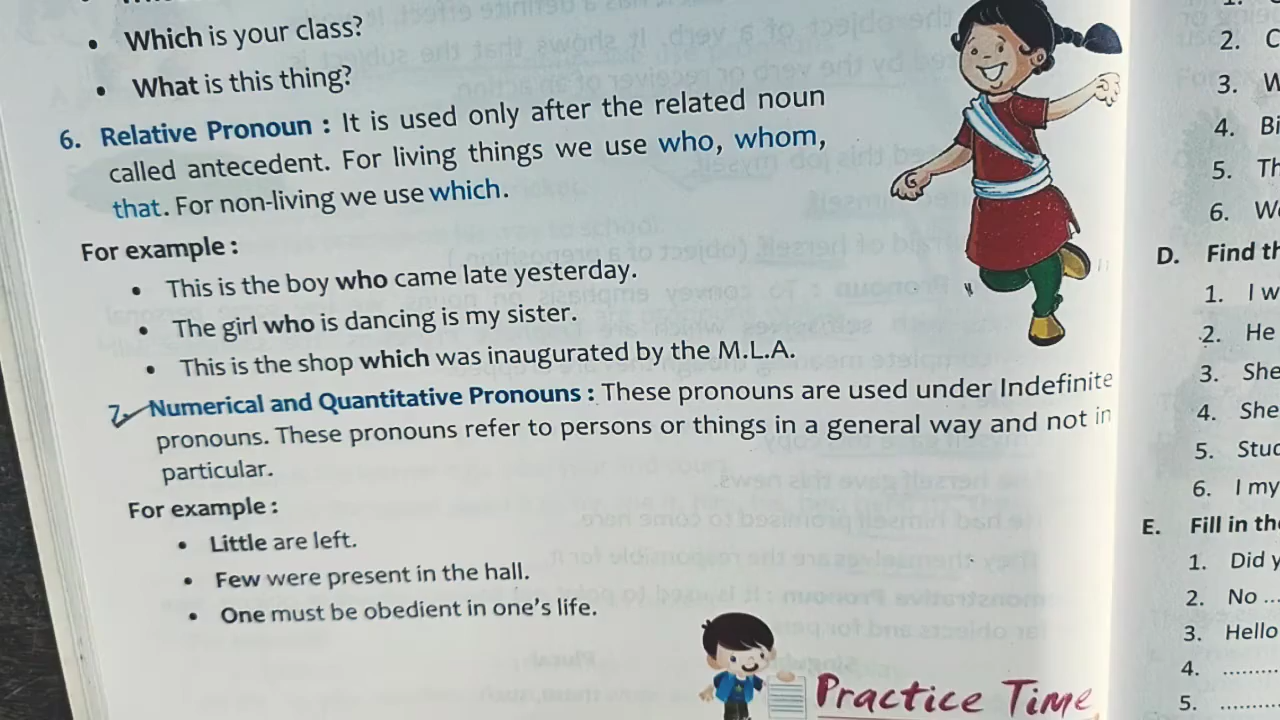 • Which is your class?
• What is this thing?
6. Relative Pronoun : It is used only after the related noun
called antecedent. For living things we use who, whom,
that. For non-living we use which.
For example :
• This is the boy who came late yesterday.
• The girl who is dancing is my sister.
• This is the shop which was inaugurated by the M.L.A.
7. Numerical and Quantitative Pronouns : These pronouns are used under Indefinite
pronouns. These pronouns refer to persons or things in a general way and not in
particular.
For example :
• Little are left.
• Few were present in the hall.
• One must be obedient in one's life.
Practice Time
2.
3.
4.
5.
6.
D. Find
1. I
2. He
3. She
4. She
5.
6. I my
E. Fill in
1. Did
2. No ..
3. Hello
4. .........
5. .........